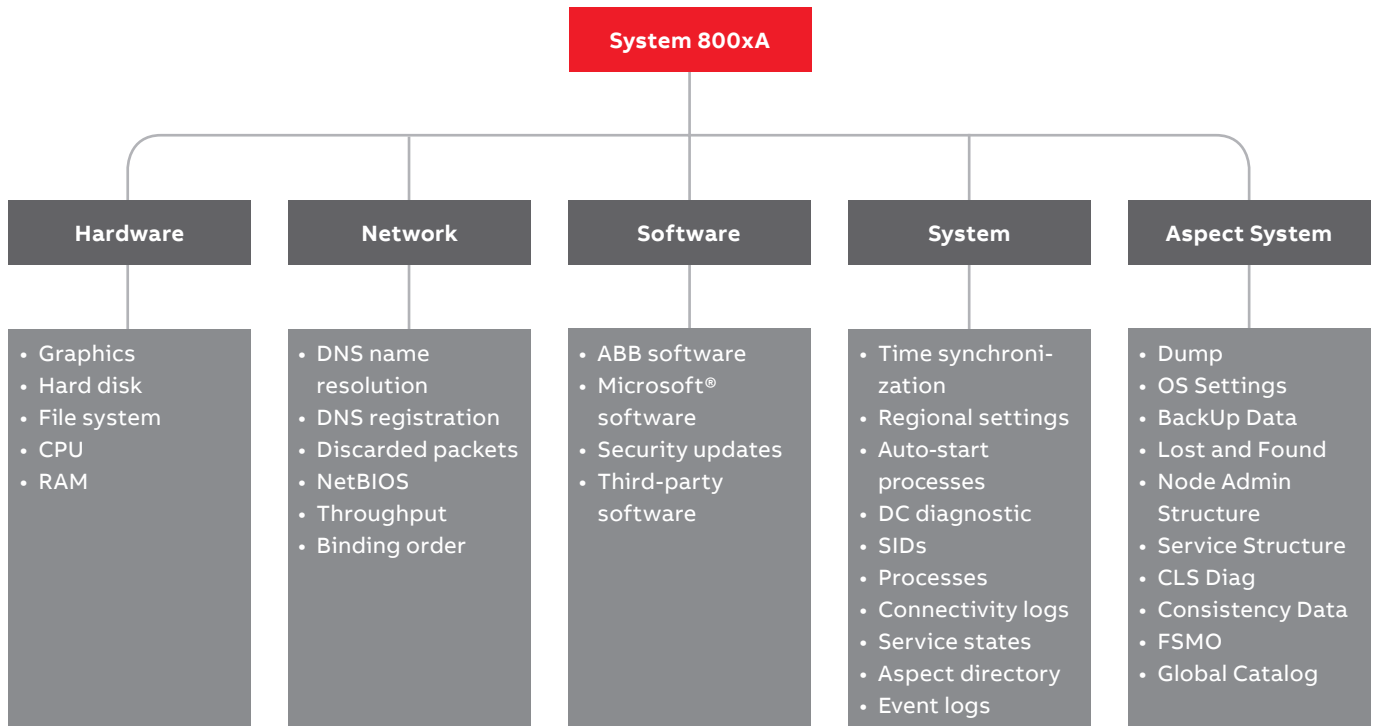 System 800xA
Hardware
• Graphics
• Hard disk
• File system
• CPU
• RAM
Network
• DNS name
resolution
• DNS registration
• Discarded packets
• NetBIOS
• Throughput
• Binding order
Software
• ABB software
• Microsoft®
software
• Security updates
• Third-party
software
System
• Time synchroni-
zation
• Regional settings
• Auto-start
processes
• DC diagnostic
• SIDs
• Processes
• Connectivity logs
• Service states
• Aspect directory
• Event logs
Aspect System
• Dump
• OS Settings
• BackUp Data
• Lost and Found
• Node Admin
Structure
• Service Structure
• CLS Diag
• Consistency Data
• FSMO
• Global Catalog